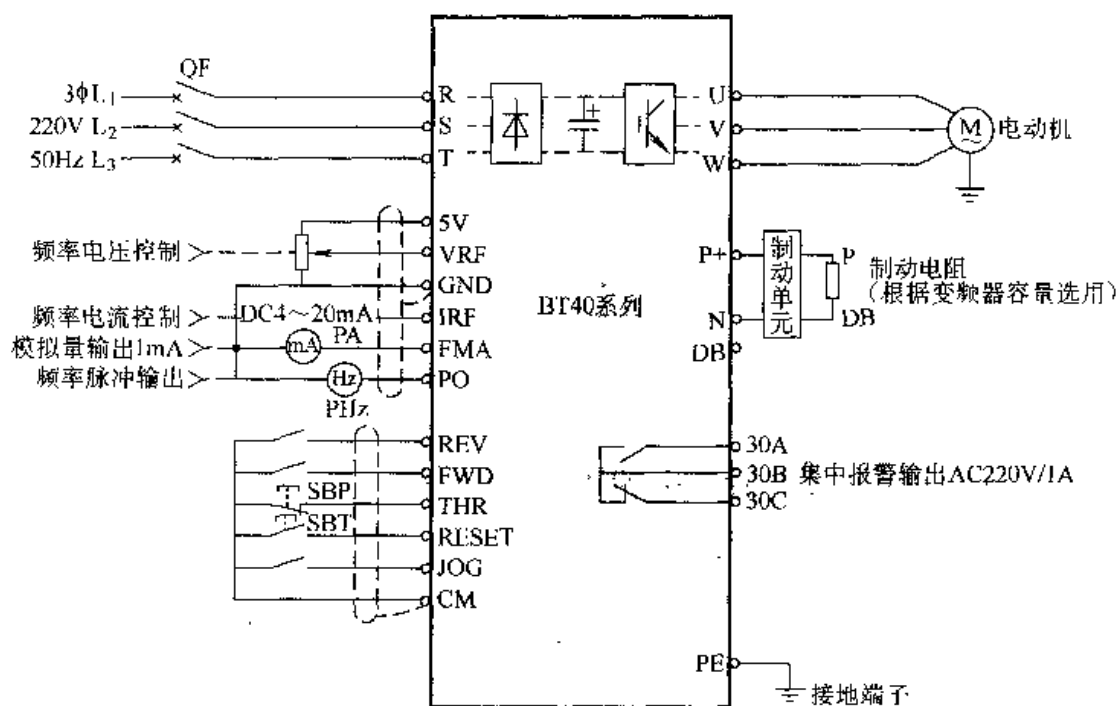 QF
3ϕL₁
220V L₂
50Hz L₃
R
S
T
U
V
W
M
~
电动机
5V
频率电压控制
VRF
GND
频率电流控制
DC4～20mA
IRF
模拟量输出1mA
mA
PA
FMA
频率脉冲输出
Hz
PHz
PO
BT40系列
P+
N
DB
制动单元
P
DB
制动电阻
（根据变频器容量选用）
REV
FWD
SBP
THR
SBT
RESET
JOG
CM
30A
30B 集中报警输出AC220V/1A
30C
PE
接地端子